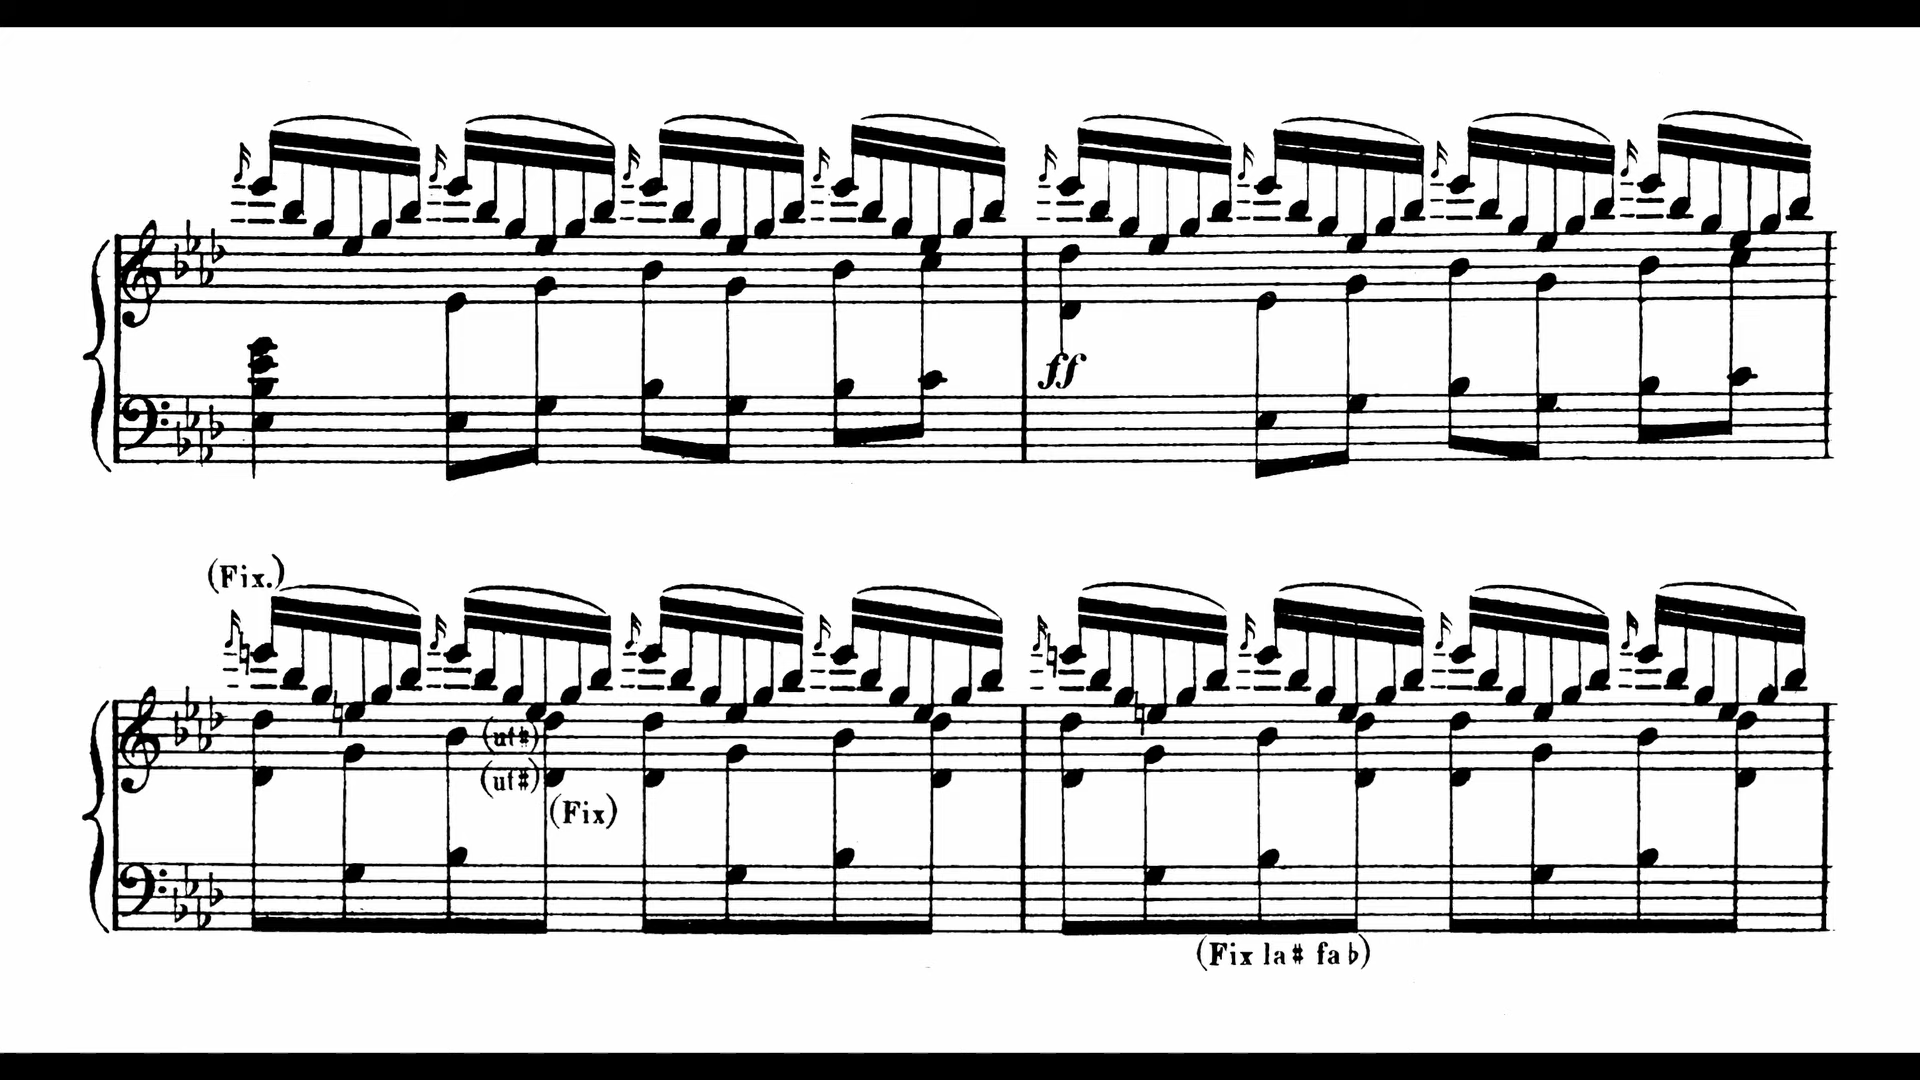 ff
(Fix.)
(ut#)
(ut#)
(Fix)
(Fix la# fa♭)